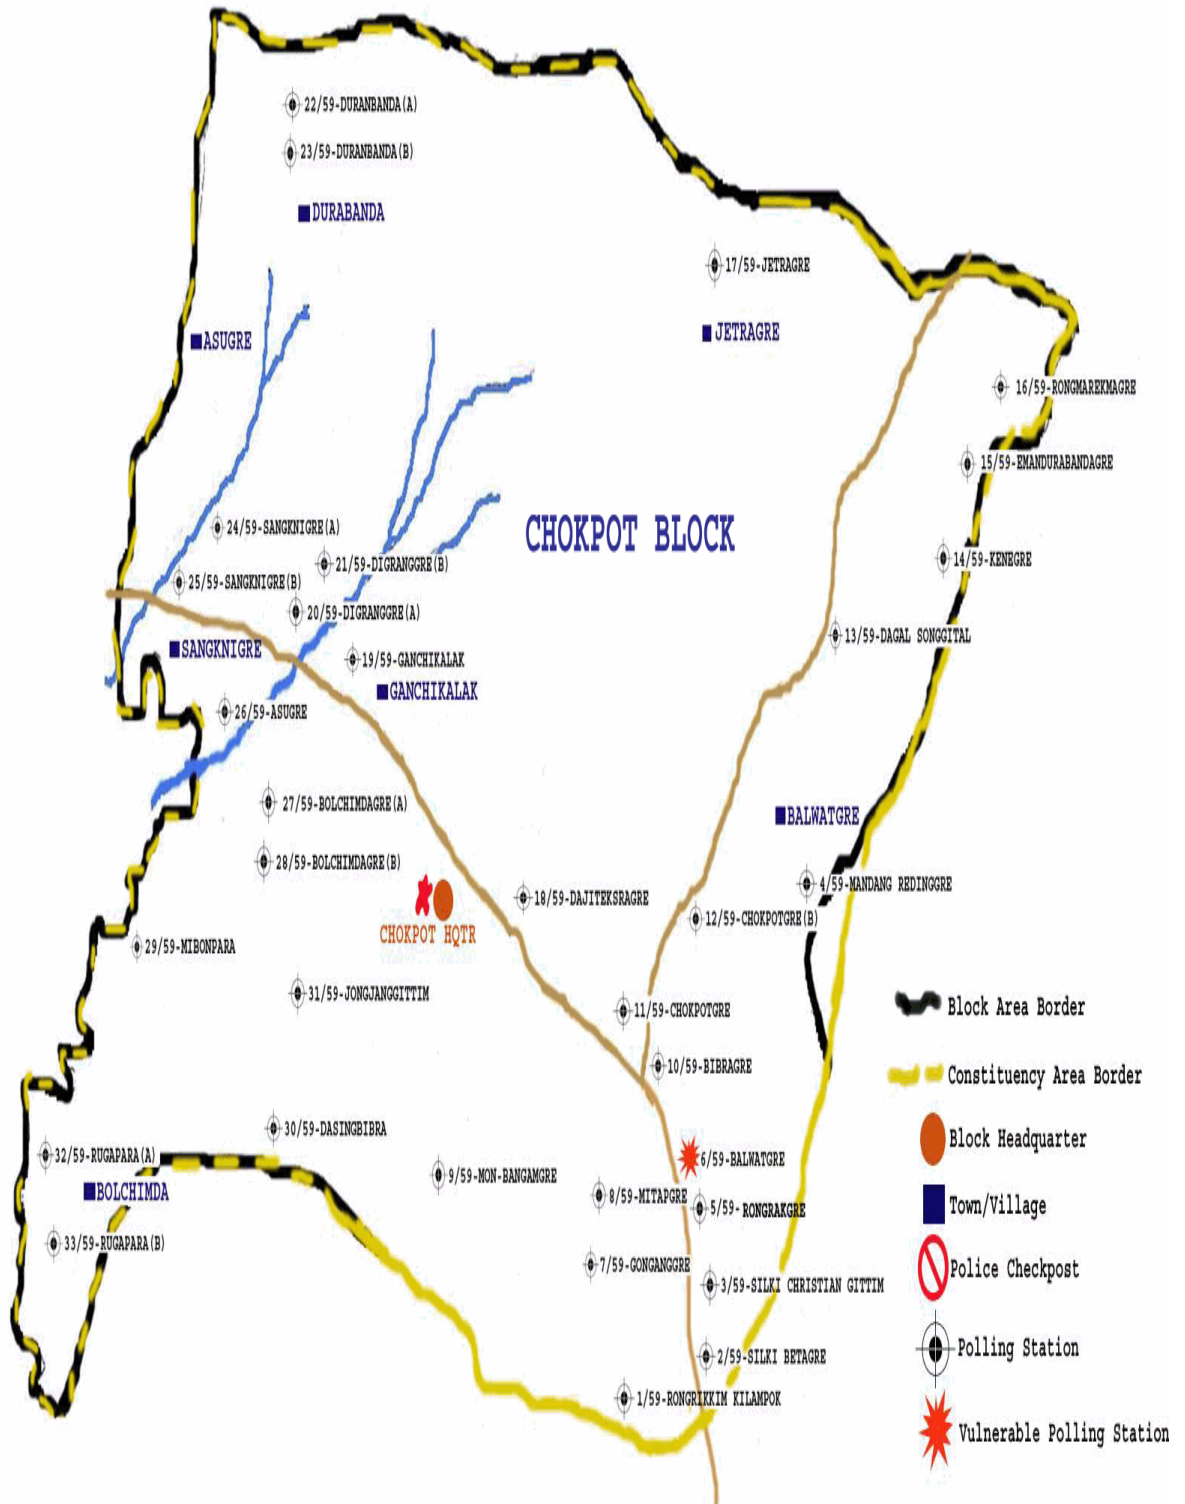 22/59-DURANBANDA(A)
23/59-DURANBANDA(B)
DURABANDA
17/59-JETRAGRE
JETRAGRE
ASUGRE
16/59-RONGMAREKMAGRE
15/59-EMANDURABANDAGRE
24/59-SANGKNIGRE(A)
CHOKPOT BLOCK
21/59-DIGRANGGRE(B)
14/59-KENEGRE
25/59-SANGKNIGRE(B)
20/59-DIGRANGGRE(A)
13/59-DAGAL SONGGITAL
SANGKNIGRE
19/59-GANCHIKALAK
GANCHIKALAK
26/59-ASUGRE
27/59-BOLCHIMDAGRE(A)
BALWATGRE
28/59-BOLCHIMDAGRE(B)
4/59-MANDANG REDINGGRE
18/59-DAJITEKSRAGRE
12/59-CHOKPOTGRE(B)
CHOKPOT HQTR
29/59-MIBONPARA
31/59-JONGJANGGITTIM
11/59-CHOKPOTGRE
10/59-BIBRAGRE
30/59-DASINGBIBRA
32/59-RUGAPARA(A)
6/59-BALWATGRE
9/59-MON-BANGAMGRE
BOLCHIMDA
8/59-MITAPGRE
5/59-RONGRAKGRE
33/59-RUGAPARA(B)
7/59-GONGANGGRE
3/59-SILKI CHRISTIAN GITTIM
2/59-SILKI BETAGRE
1/59-RONGRIKKIM KILAMPOK
Block Area Border
Constituency Area Border
Block Headquarter
Town/Village
Police Checkpost
Polling Station
Vulnerable Polling Station